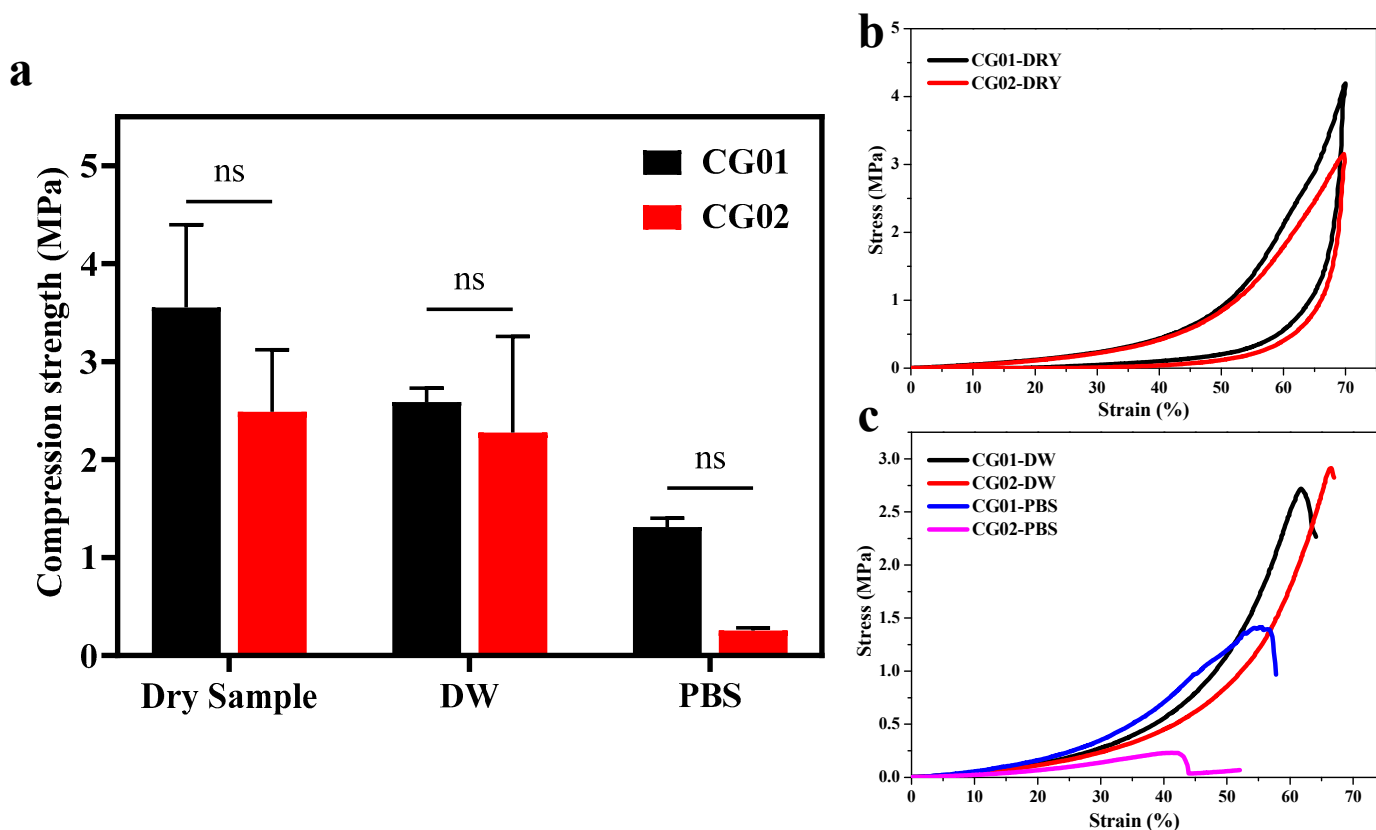 a
Compression strength (MPa)
5
4
3
2
1
0
ns
ns
ns
CG01
CG02
Dry Sample
DW
PBS
b
Stress (MPa)
5
4
3
2
1
0
CG01-DRY
CG02-DRY
0 10 20 30 40 50 60 70
Strain (%)
c
Stress (MPa)
3.0
2.5
2.0
1.5
1.0
0.5
0.0
CG01-DW
CG02-DW
CG01-PBS
CG02-PBS
0 10 20 30 40 50 60 70
Strain (%)